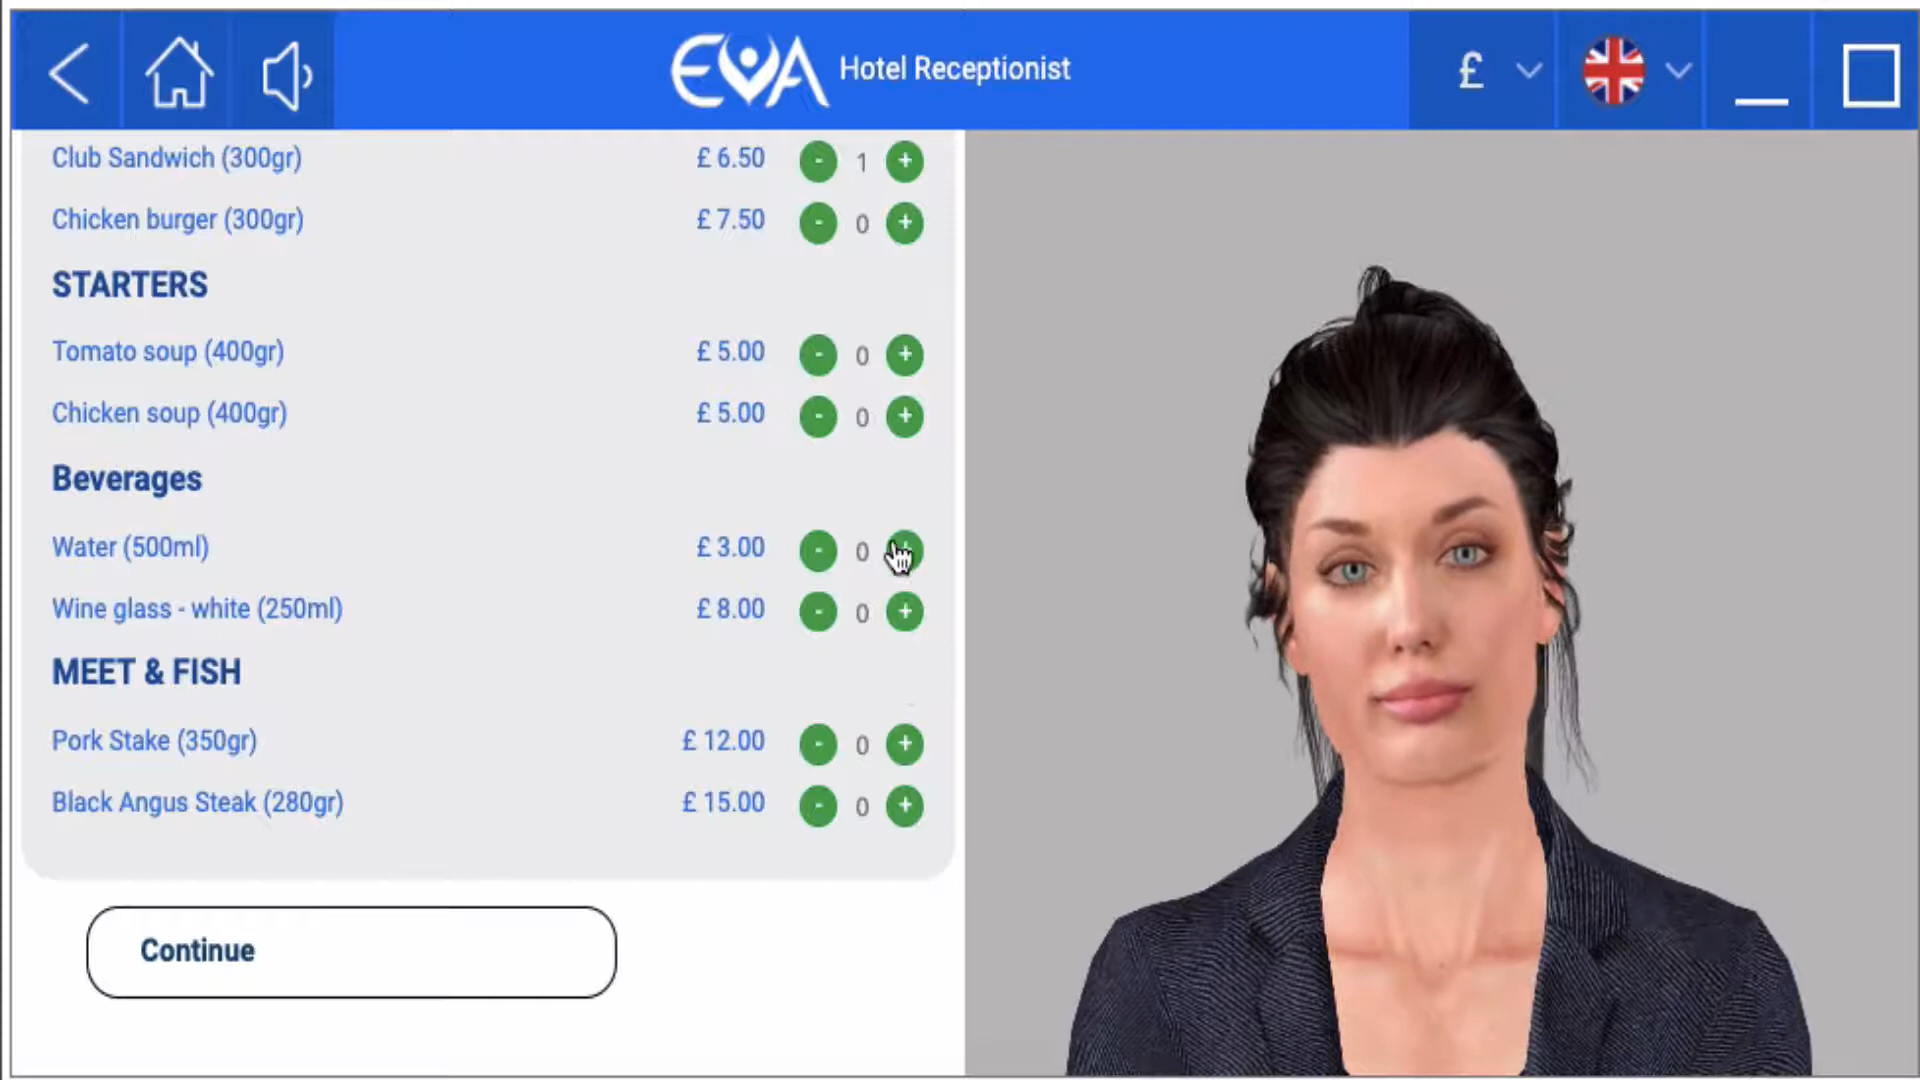 EVA Hotel Receptionist £
Club Sandwich (300gr) £ 6.50 - 1 +
Chicken burger (300gr) £ 7.50 - 0 +
STARTERS
Tomato soup (400gr) £ 5.00 - 0 +
Chicken soup (400gr) £ 5.00 - 0 +
Beverages
Water (500ml) £ 3.00 - 0 +
Wine glass - white (250ml) £ 8.00 - 0 +
MEET & FISH
Pork Stake (350gr) £ 12.00 - 0 +
Black Angus Steak (280gr) £ 15.00 - 0 +
Continue